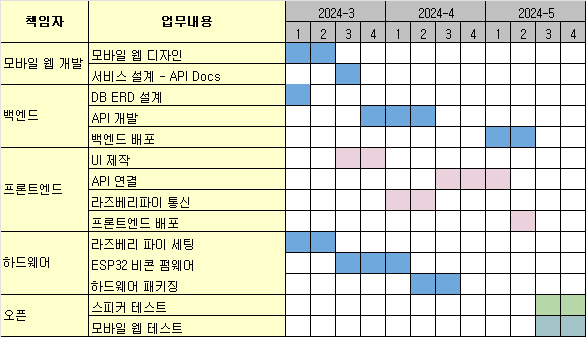 책임자 업무내용 2024-3 2024-4 2024-5
1 2 3 4 1 2 3 4 1 2 3 4
모바일 웹 개발 모바일 웹 디자인
서비스 설계 - API Docs
백엔드 DB ERD 설계
API 개발
백엔드 배포
프론트엔드 UI 제작
API 연결
라즈베리파이 통신
프론트엔드 배포
하드웨어 라즈베리 파이 세팅
ESP32 비콘 펌웨어
하드웨어 패키징
오픈 스피커 테스트
모바일 웹 테스트